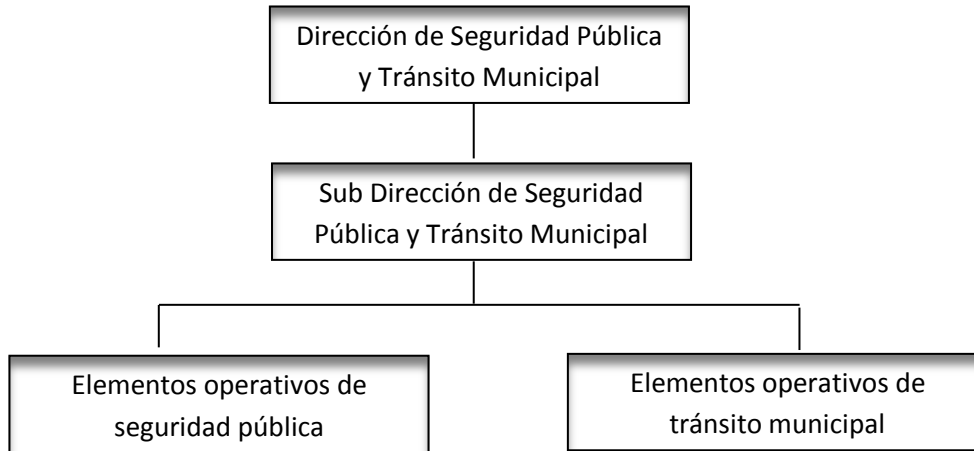 Dirección de Seguridad Pública
y Tránsito Municipal
Sub Dirección de Seguridad
Pública y Tránsito Municipal
Elementos operativos de
seguridad pública
Elementos operativos de
tránsito municipal